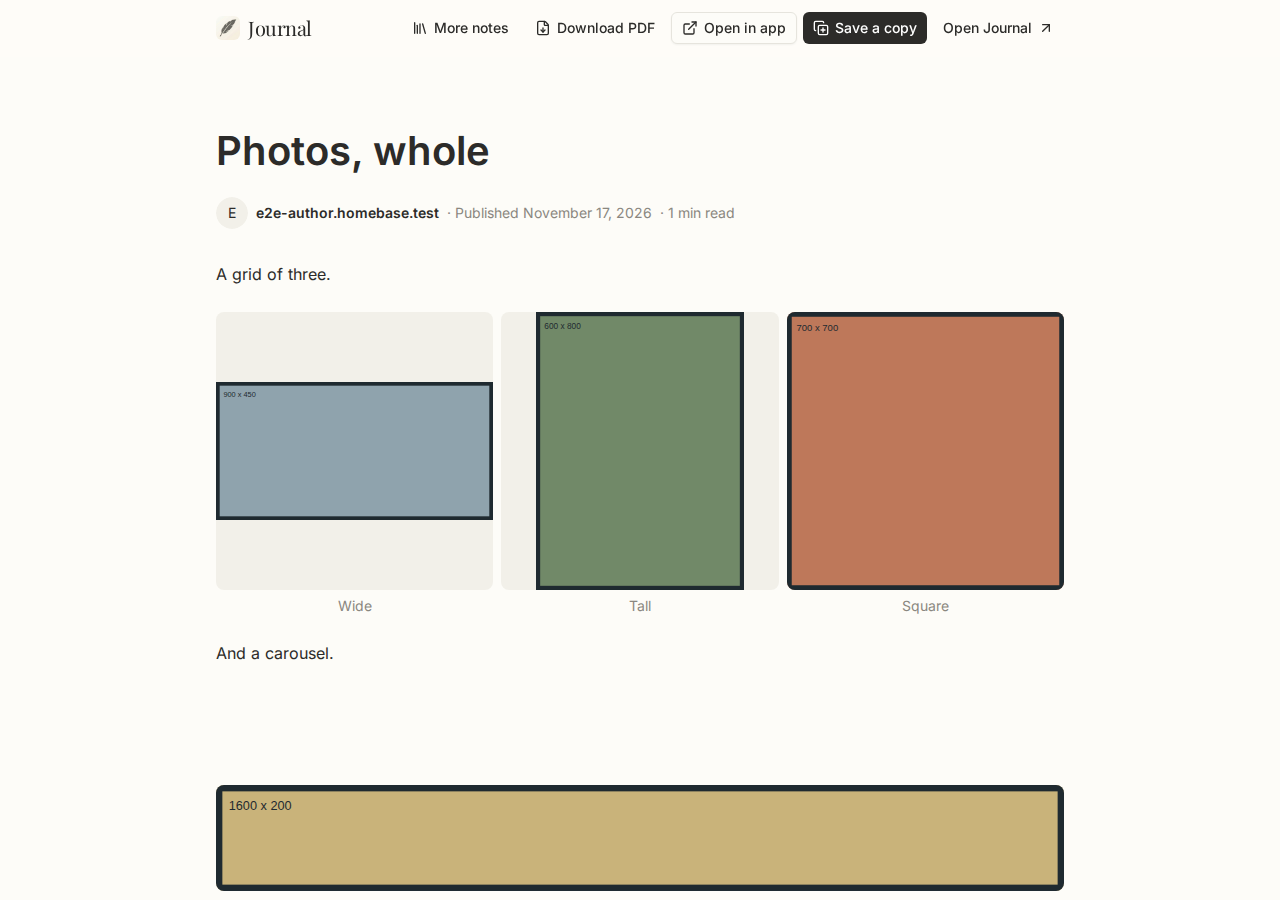 Journal
More notes
Download PDF
Open in app
Save a copy
Open Journal
Photos, whole
E
e2e-author.homebase.test · Published November 17, 2026 · 1 min read
A grid of three.
900 x 450
600 x 800
700 x 700
Wide
Tall
Square
And a carousel.
1600 x 200